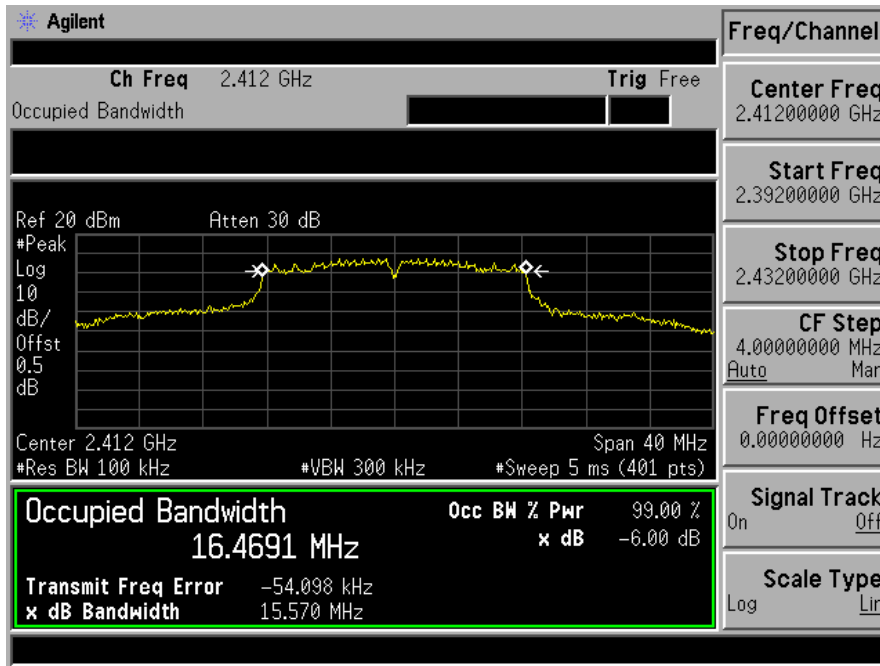 Agilent
Freq/Channel
Ch Freq 2.412 GHz Trig Free
Occupied Bandwidth
Center Freq
2.41200000 GHz
Start Freq
2.39200000 GHz
Stop Freq
2.43200000 GHz
CF Step
4.00000000 MHz
Auto Man
Freq Offset
0.00000000 Hz
Signal Track
On Off
Scale Type
Log Lin
Ref 20 dBm Atten 30 dB
#Peak
Log
10
dB/
Offst
0.5
dB
Center 2.412 GHz Span 40 MHz
#Res BW 100 kHz #VBW 300 kHz #Sweep 5 ms (401 pts)
Occupied Bandwidth Occ BW % Pwr 99.00 %
16.4691 MHz x dB -6.00 dB
Transmit Freq Error -54.098 kHz
x dB Bandwidth 15.570 MHz